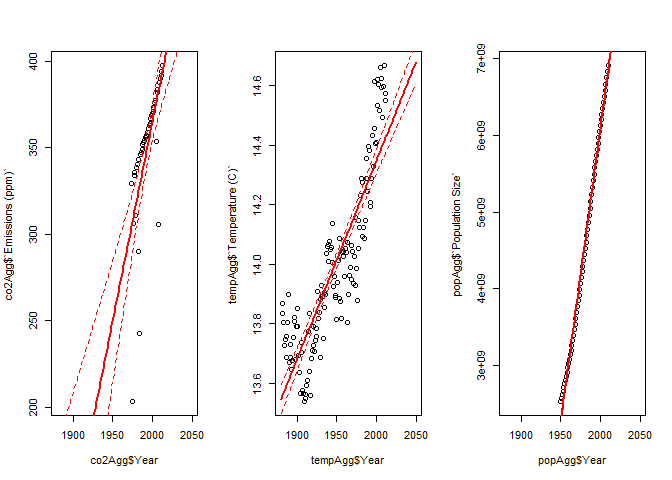 co2Agg$`Emissions (ppm)`
200
250
300
350
400
1900
1950
2000
2050
co2Agg$Year
tempAgg$`Temperature (C)`
13.6
13.8
14.0
14.2
14.4
14.6
1900
1950
2000
2050
tempAgg$Year
popAgg$`Population Size`
3e+09
4e+09
5e+09
6e+09
7e+09
1900
1950
2000
2050
popAgg$Year